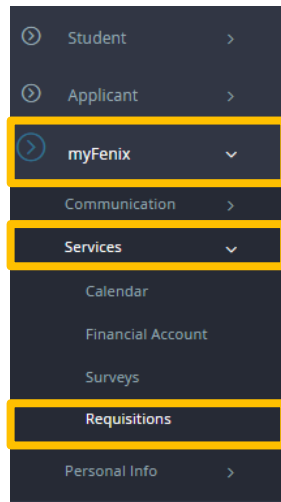 Student
Applicant
myFenix
Communication
Services
Calendar
Financial Account
Surveys
Requisitions
Personal Info